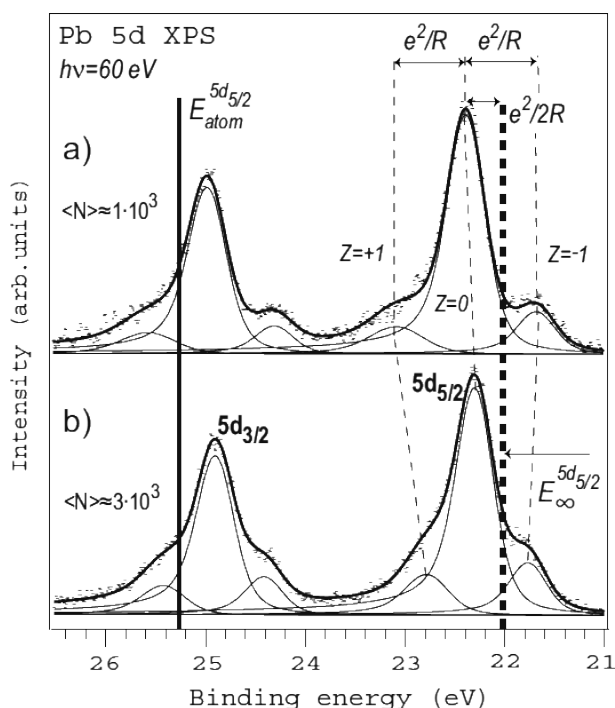 Pb 5d XPS
hν=60 eV
e²/R e²/R
E_atom^5d₅/₂
e²/2R
a)
<N>≈1·10³
Z=+1
Z=0
Z=-1
5d₅/₂
b)
5d₃/₂
<N>≈3·10³
E_∞^5d₅/₂
Intensity (arb.units)
26 25 24 23 22 21
Binding energy (eV)